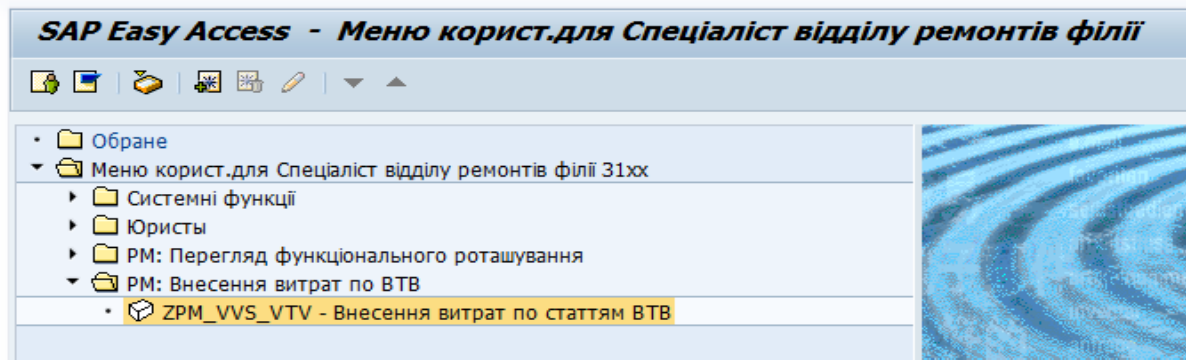 SAP Easy Access - Меню корист.для Спеціаліст відділу ремонтів філії
Обране
Меню корист.для Спеціаліст відділу ремонтів філії 31xx
Системні функції
Юристы
РМ: Перегляд функціонального роташування
РМ: Внесення витрат по ВТВ
ZPM_VVS_VTV - Внесення витрат по статтям ВТВ